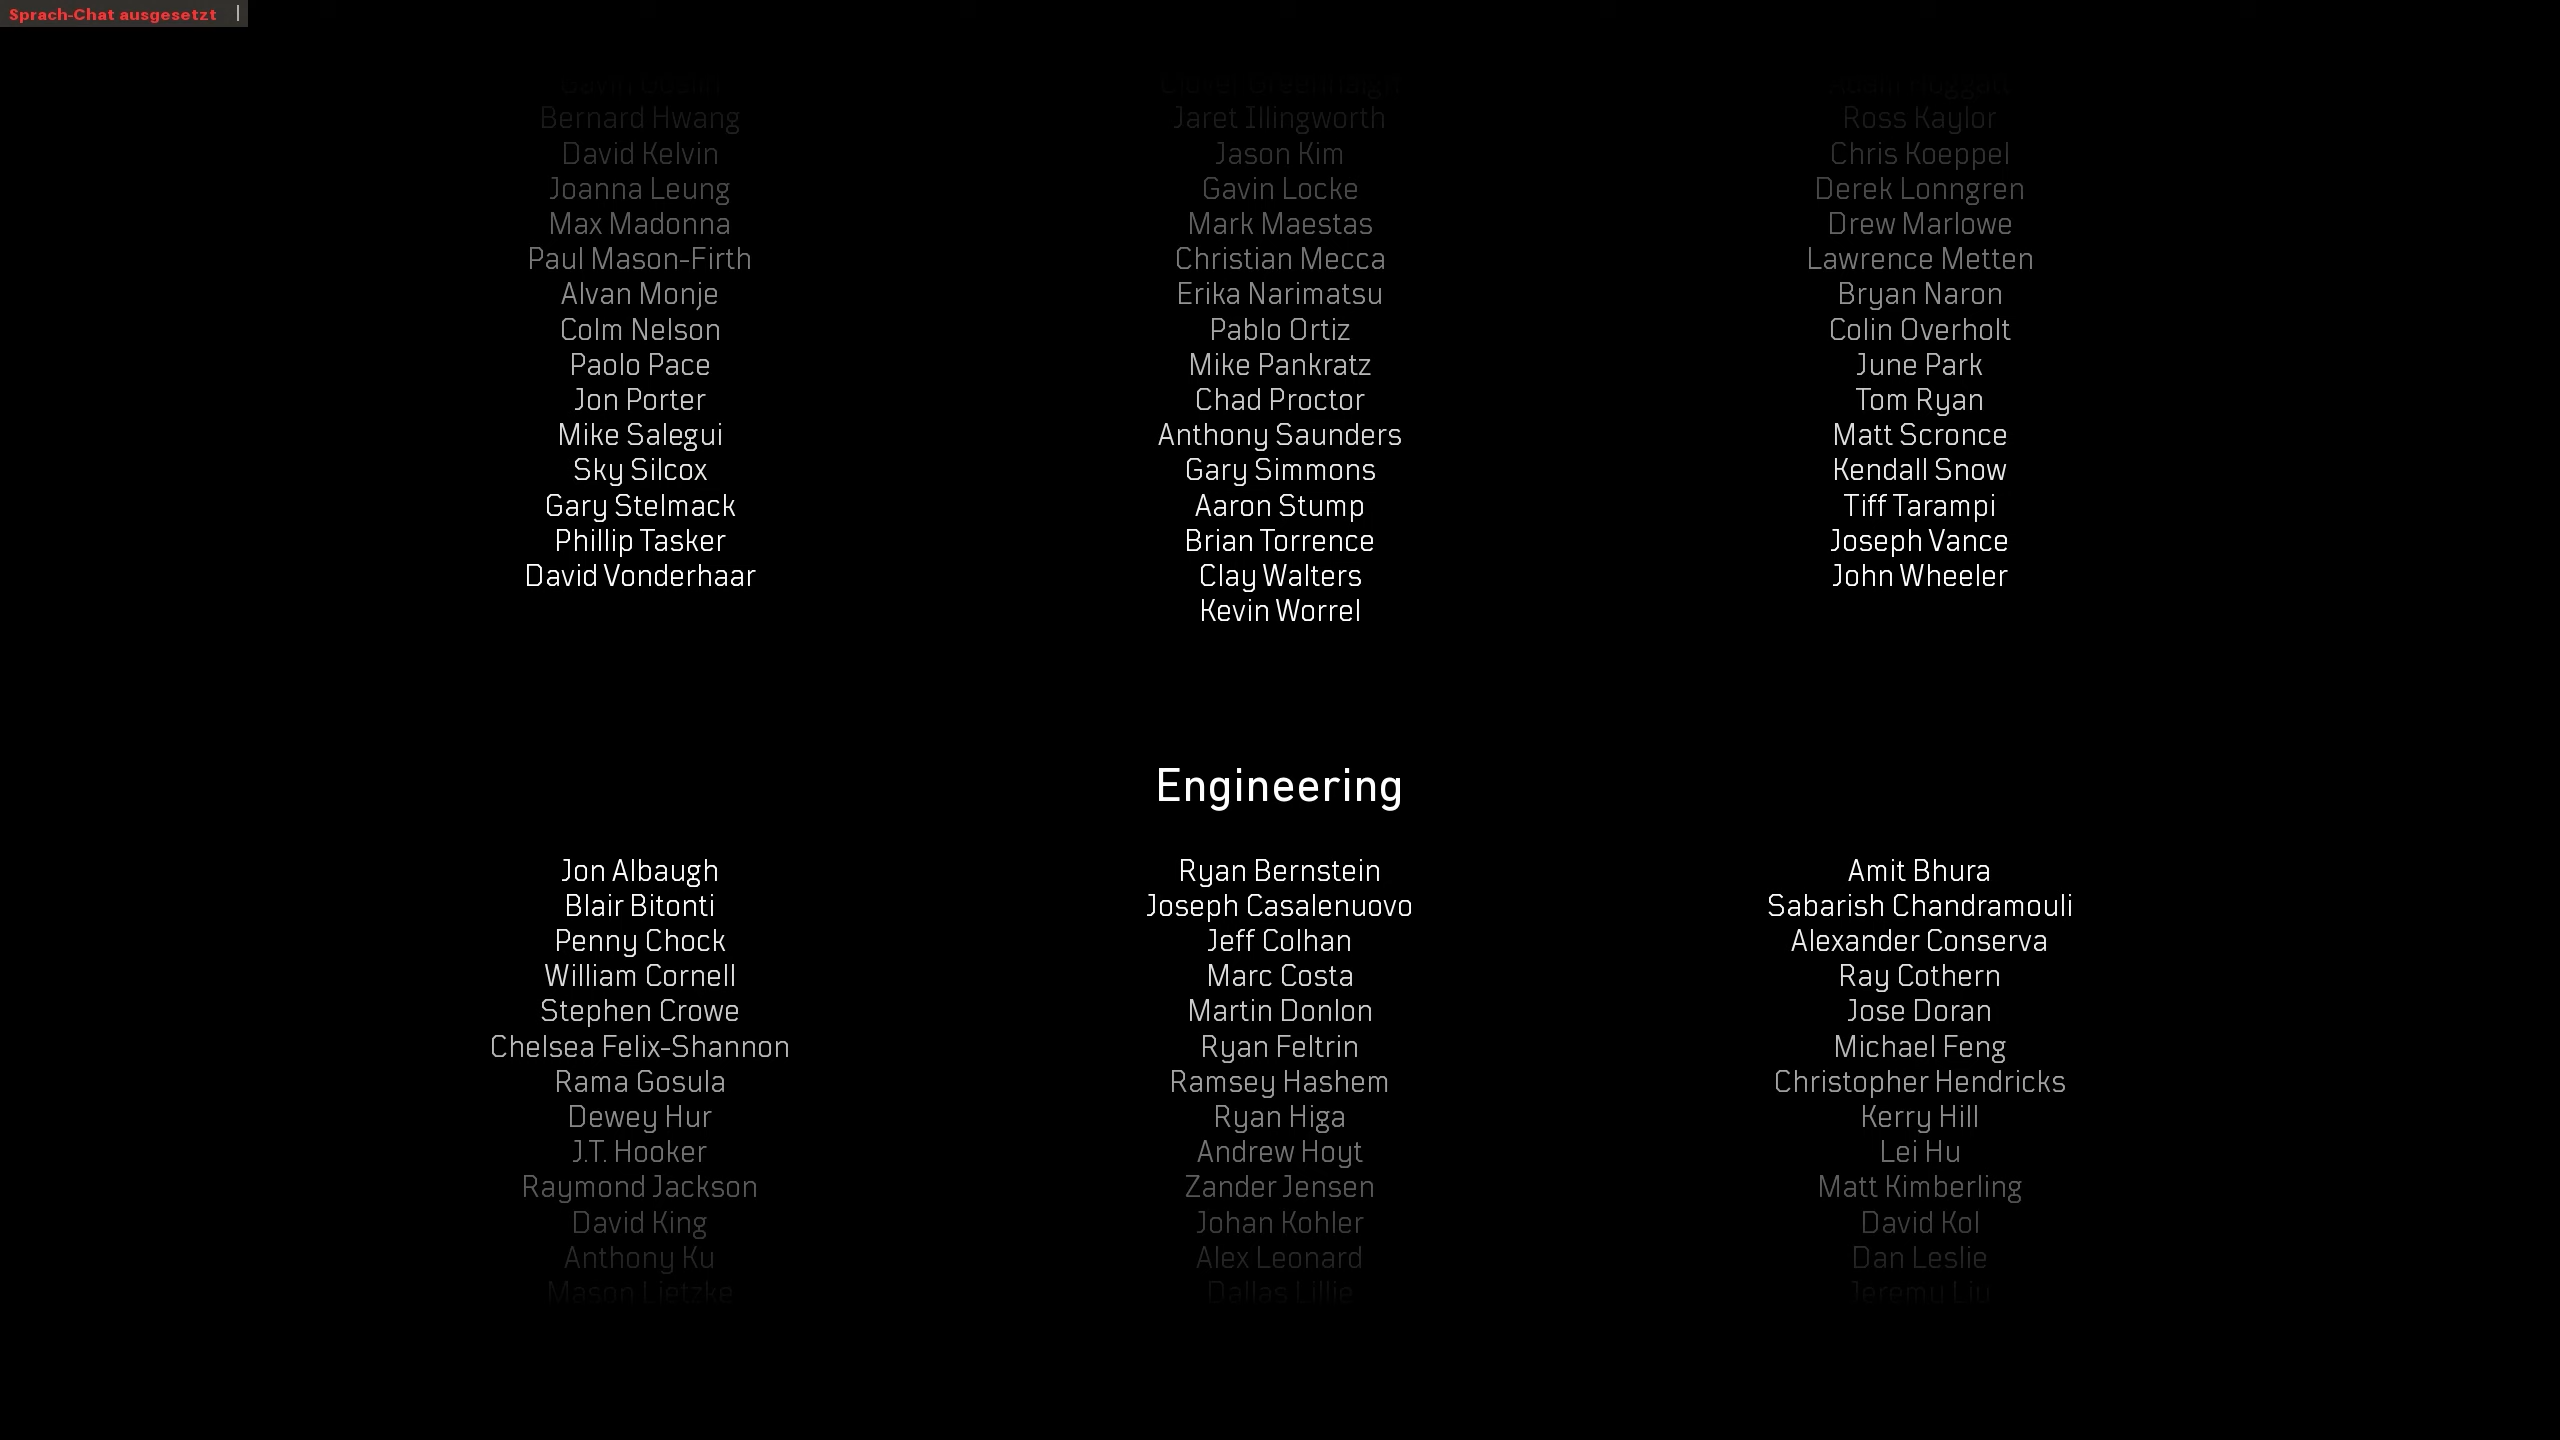 Sprach-Chat ausgesetzt |
Bernard Hwang Jaret Illingworth Ross Kaylor
David Kelvin Jason Kim Chris Koeppel
Joanna Leung Gavin Locke Derek Lonngren
Max Madonna Mark Maestas Drew Marlowe
Paul Mason-Firth Christian Mecca Lawrence Metten
Alvan Monje Erika Narimatsu Bryan Naron
Colm Nelson Pablo Ortiz Colin Overholt
Paolo Pace Mike Pankratz June Park
Jon Porter Chad Proctor Tom Ryan
Mike Salegui Anthony Saunders Matt Scronce
Sky Silcox Gary Simmons Kendall Snow
Gary Stelmack Aaron Stump Tiff Tarampi
Phillip Tasker Brian Torrence Joseph Vance
David Vonderhaar Clay Walters John Wheeler
Kevin Worrel
Engineering
Jon Albaugh Ryan Bernstein Amit Bhura
Blair Bitonti Joseph Casalenuovo Sabarish Chandramouli
Penny Chock Jeff Colhan Alexander Conserva
William Cornell Marc Costa Ray Cothern
Stephen Crowe Martin Donlon Jose Doran
Chelsea Felix-Shannon Ryan Feltrin Michael Feng
Rama Gosula Ramsey Hashem Christopher Hendricks
Dewey Hur Ryan Higa Kerry Hill
J.T. Hooker Andrew Hoyt Lei Hu
Raymond Jackson Zander Jensen Matt Kimberling
David King Johan Kohler David Kol
Anthony Ku Alex Leonard Dan Leslie
Mason Lietzke Dallas Lillie Jeremy Liu